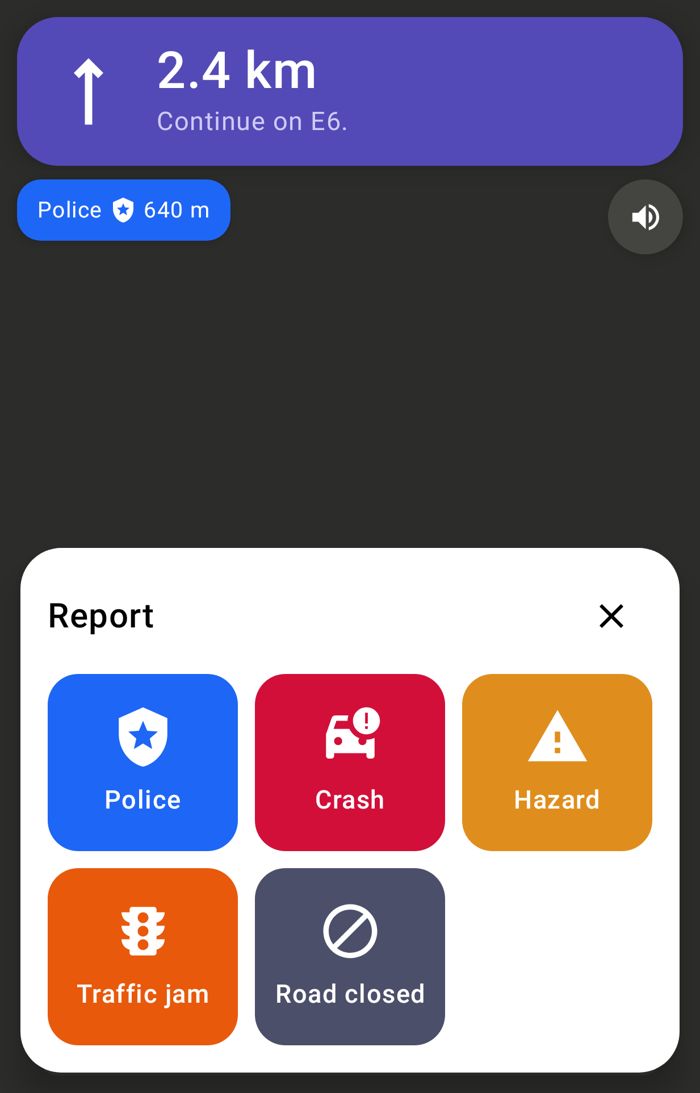 2.4 km
Continue on E6.
Police 640 m
Report
Police
Crash
Hazard
Traffic jam
Road closed